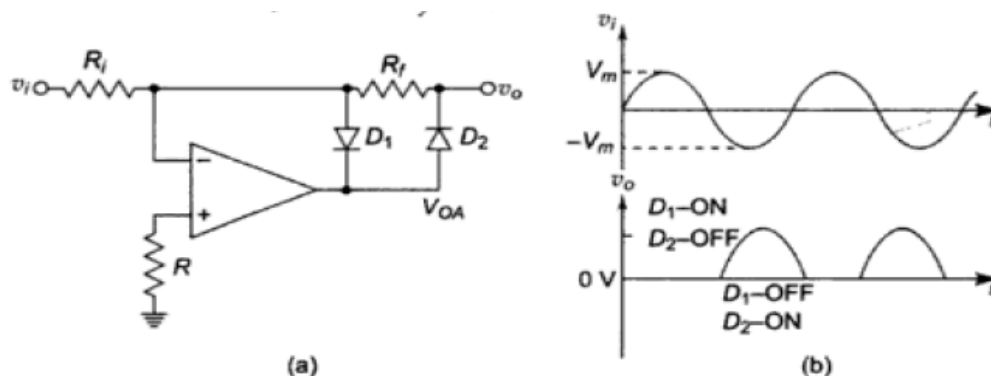 R_i
R_f
v_i
v_o
D_1
D_2
−
+
V_OA
R
(a)
v_i
V_m
−V_m
v_o
D_1–ON
D_2–OFF
0 V
D_1–OFF
D_2–ON
(b)